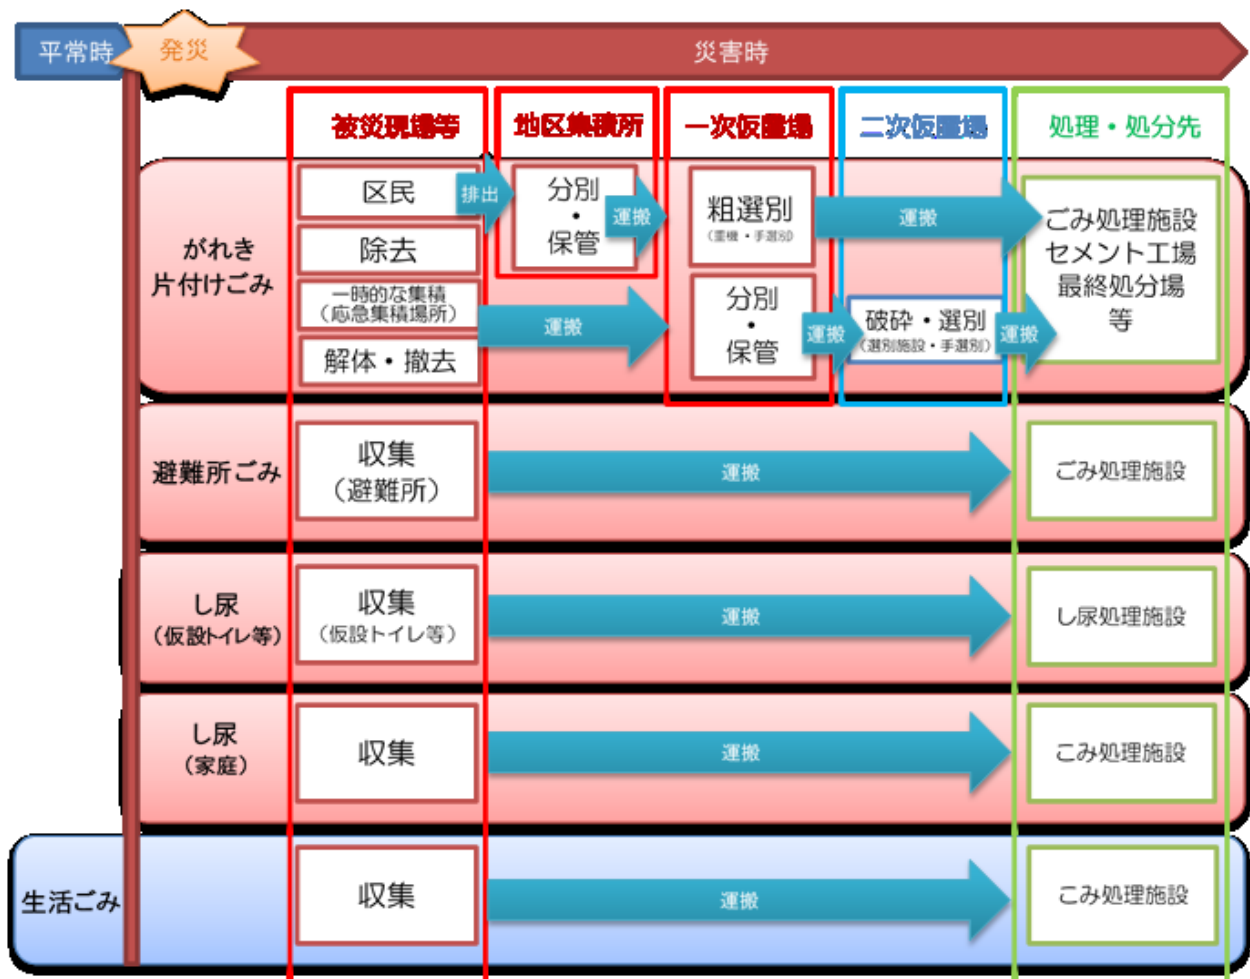 平常時
発災
災害時
被災現場等
地区集積所
一次仮置場
二次仮置場
処理・処分先
がれき
片付けごみ
区民
排出
除去
一時的な集積
（応急集積場所）
解体・撤去
運搬
分別
・
保管
運搬
粗選別
（重機・手選別）
分別
・
保管
運搬
運搬
破砕・選別
（選別施設・手選別）
運搬
ごみ処理施設
セメント工場
最終処分場
等
避難所ごみ
収集
（避難所）
運搬
ごみ処理施設
し尿
（仮設トイレ等）
収集
（仮設トイレ等）
運搬
し尿処理施設
し尿
（家庭）
収集
運搬
こみ処理施設
生活ごみ
収集
運搬
こみ処理施設